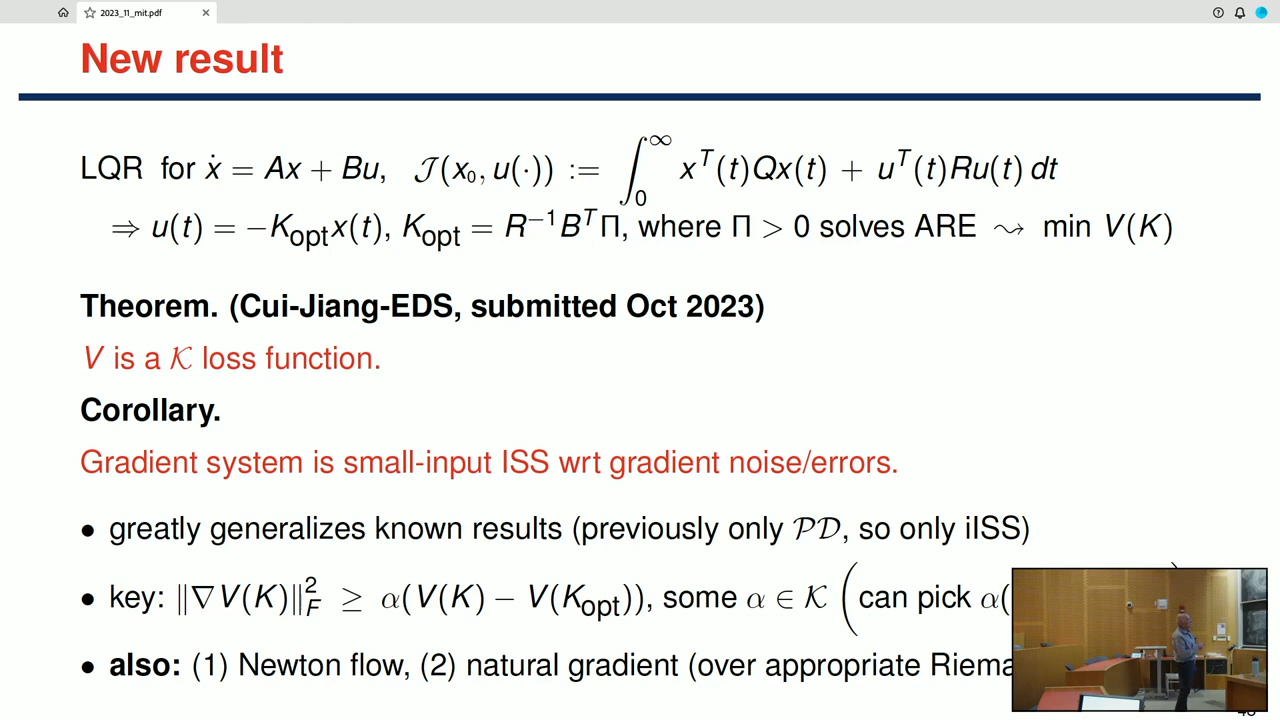 2023_11_mit.pdf
New result
LQR for ẋ = Ax + Bu, 𝒥(x₀, u(·)) := ∫₀^∞ xᵀ(t)Qx(t) + uᵀ(t)Ru(t) dt
⇒ u(t) = −K_opt x(t), K_opt = R⁻¹BᵀΠ, where Π > 0 solves ARE ⇝ min V(K)
Theorem. (Cui-Jiang-EDS, submitted Oct 2023)
V is a 𝒦 loss function.
Corollary.
Gradient system is small-input ISS wrt gradient noise/errors.
• greatly generalizes known results (previously only 𝒫𝒟, so only iISS)
• key: ‖∇V(K)‖²_F ≥ α(V(K) − V(K_opt)), some α ∈ 𝒦 (can pick α(
• also: (1) Newton flow, (2) natural gradient (over appropriate